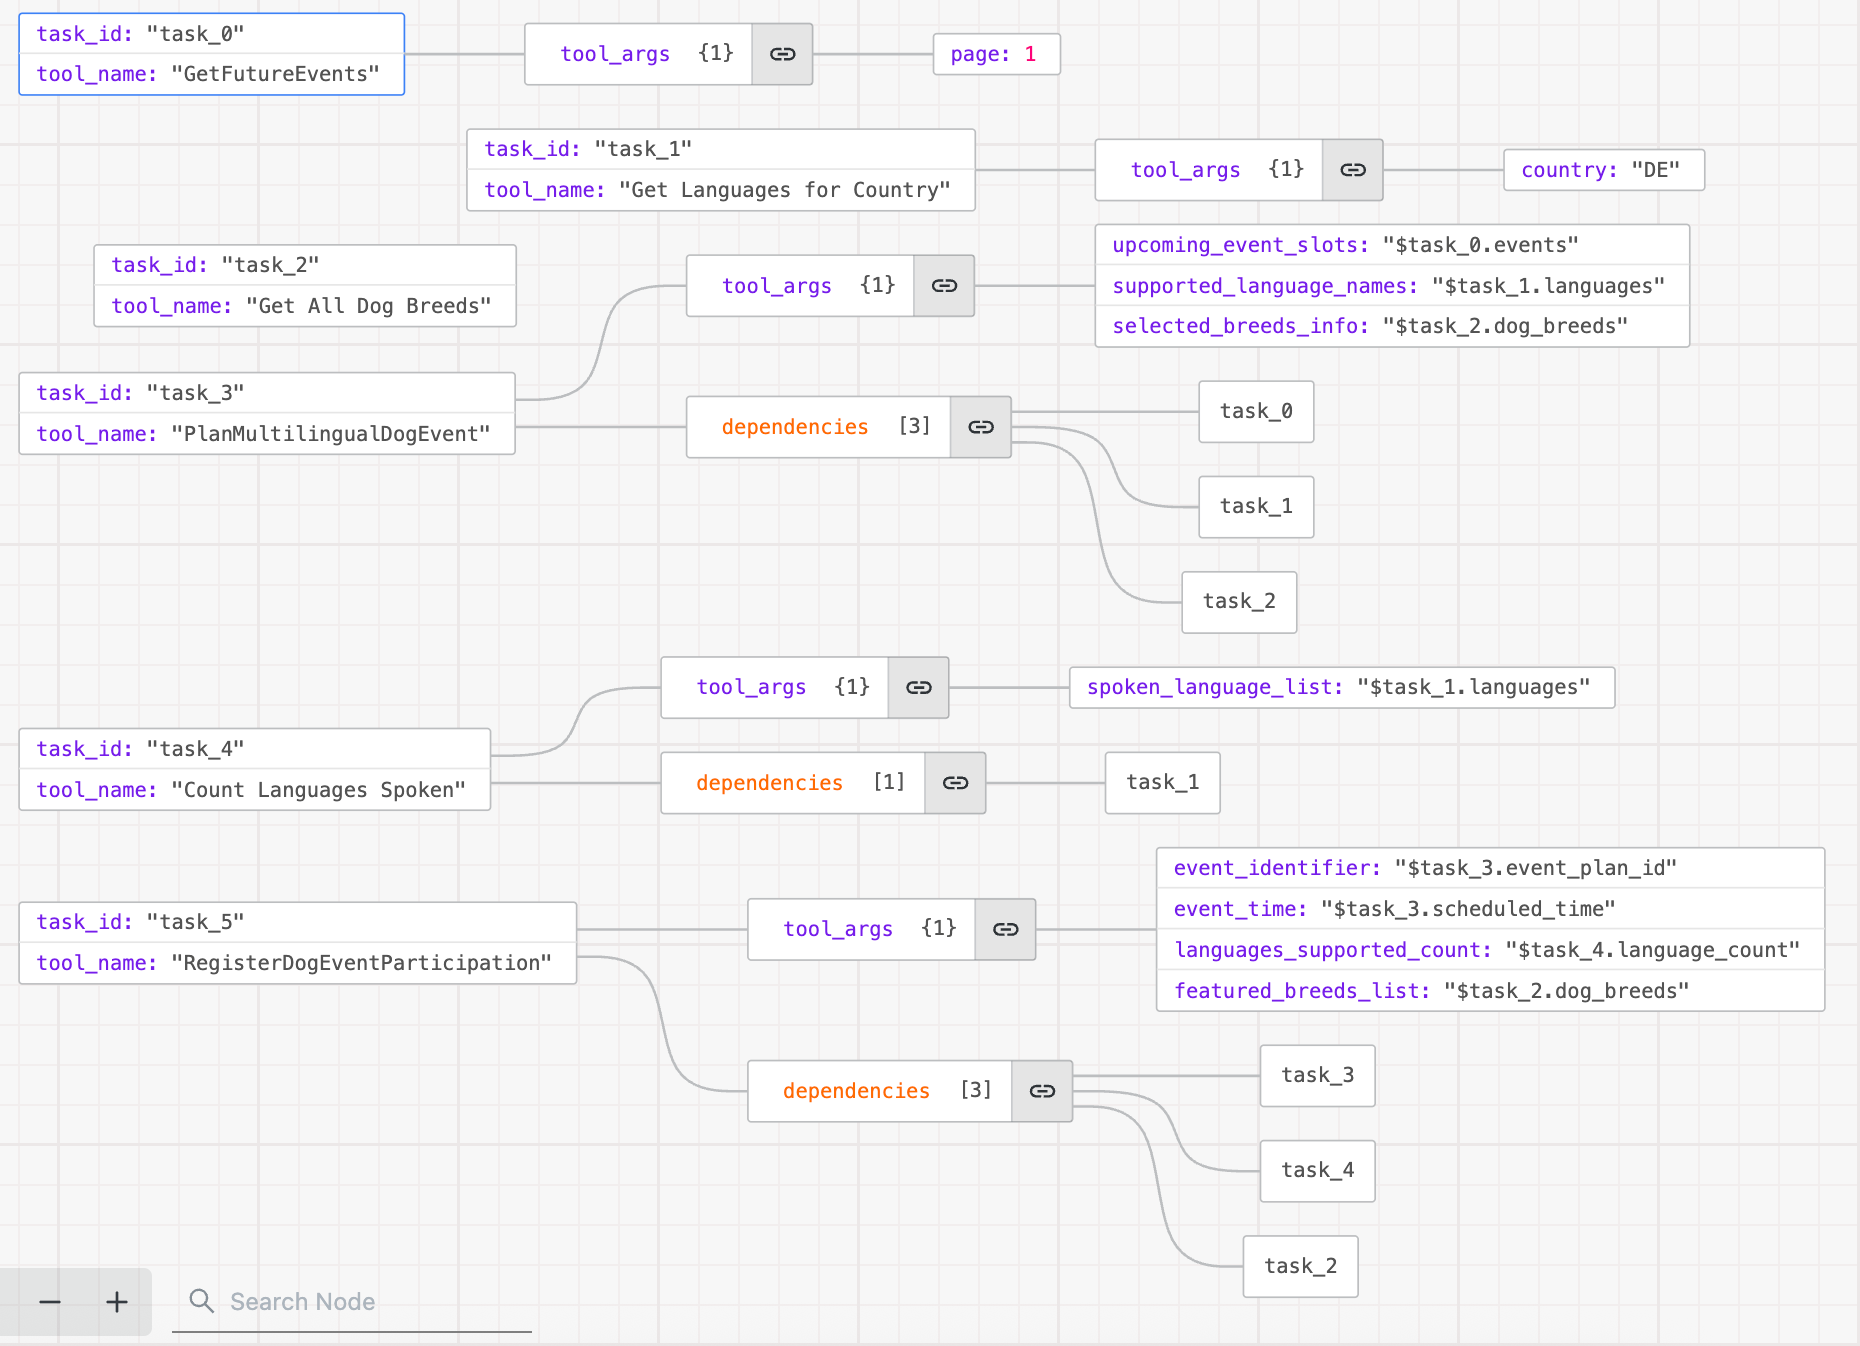 task_id: "task_0"
tool_name: "GetFutureEvents"
tool_args {1}
page: 1
task_id: "task_1"
tool_name: "Get Languages for Country"
tool_args {1}
country: "DE"
task_id: "task_2"
tool_name: "Get All Dog Breeds"
task_id: "task_3"
tool_name: "PlanMultilingualDogEvent"
tool_args {1}
upcoming_event_slots: "$task_0.events"
supported_language_names: "$task_1.languages"
selected_breeds_info: "$task_2.dog_breeds"
dependencies [3]
task_0
task_1
task_2
task_id: "task_4"
tool_name: "Count Languages Spoken"
tool_args {1}
spoken_language_list: "$task_1.languages"
dependencies [1]
task_1
task_id: "task_5"
tool_name: "RegisterDogEventParticipation"
tool_args {1}
event_identifier: "$task_3.event_plan_id"
event_time: "$task_3.scheduled_time"
languages_supported_count: "$task_4.language_count"
featured_breeds_list: "$task_2.dog_breeds"
dependencies [3]
task_3
task_4
task_2
Search Node